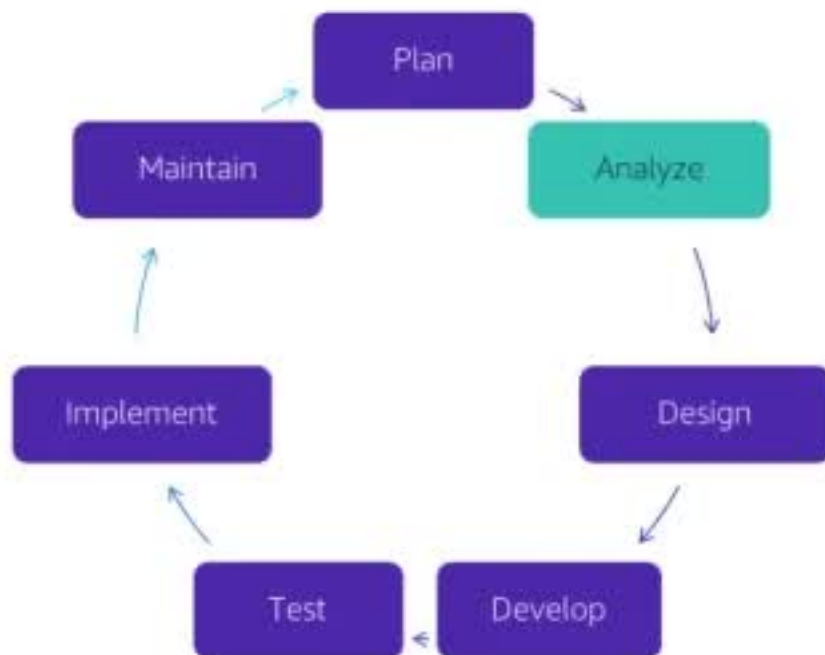 Plan
Analyze
Design
Develop
Test
Implement
Maintain